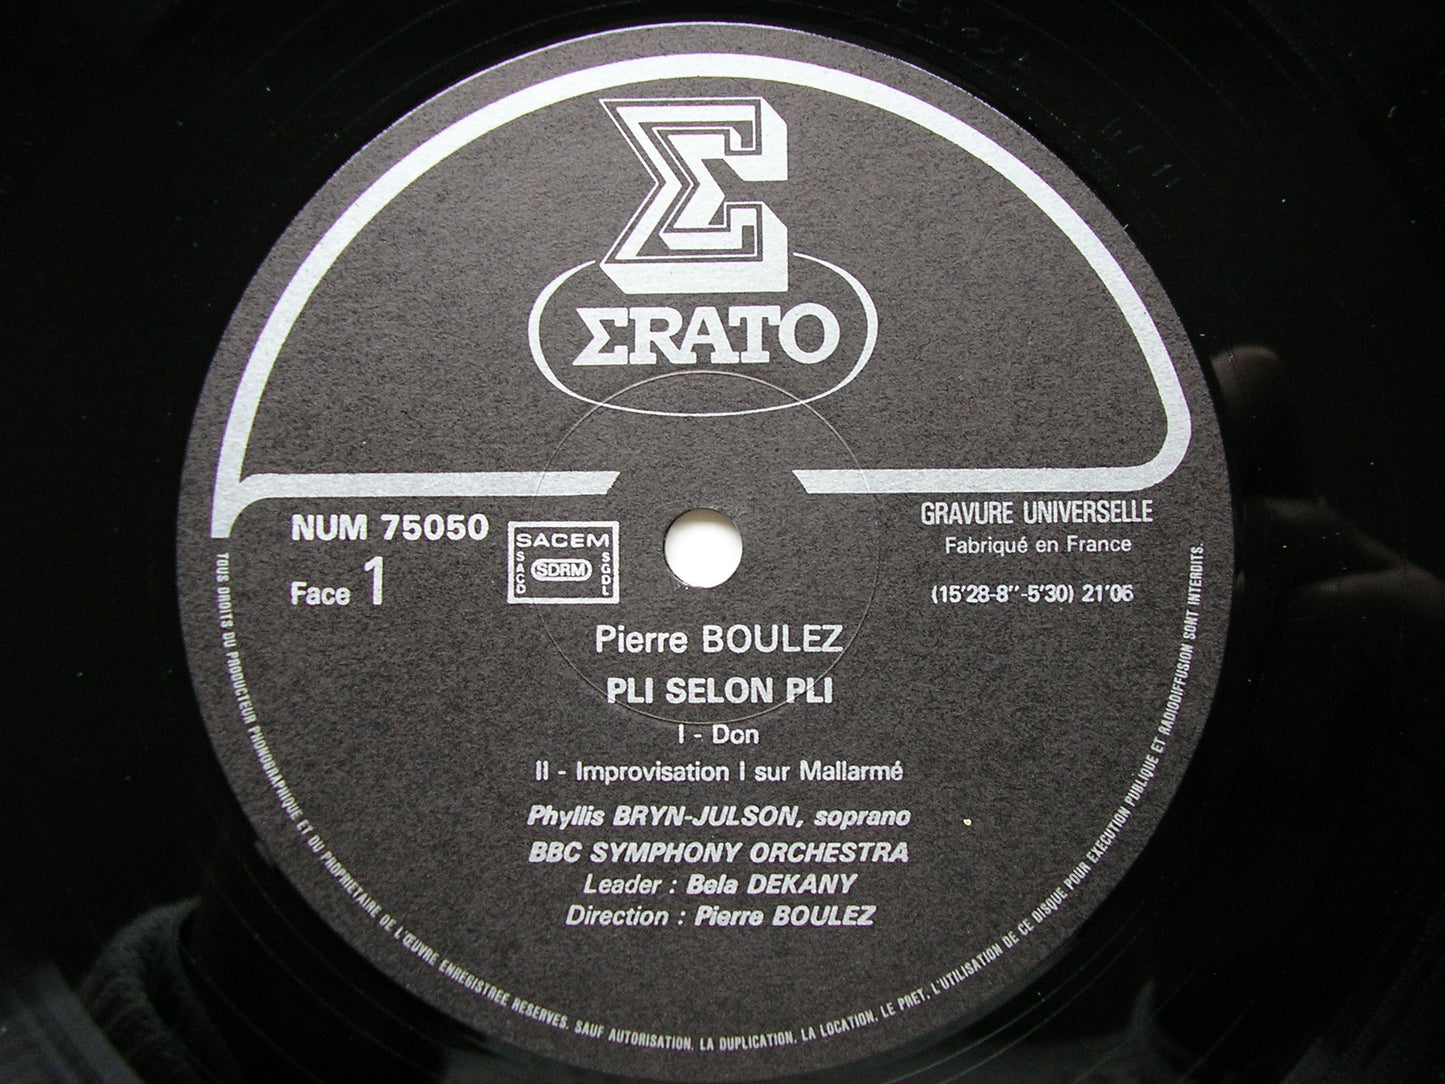 ΣRATO
NUM 75050
Face 1
SACEM
SACD
SDRM
SGDL
GRAVURE UNIVERSELLE
Fabriqué en France
(15'28-8''-5'30) 21'06
Pierre BOULEZ
PLI SELON PLI
I - Don
II - Improvisation I sur Mallarmé
Phyllis BRYN-JULSON, soprano
BBC SYMPHONY ORCHESTRA
Leader : Bela DEKANY
Direction : Pierre BOULEZ
TOUS DROITS DU PRODUCTEUR PHONOGRAPHIQUE ET DU PROPRIETAIRE DE L'ŒUVRE ENREGISTREE RESERVES. SAUF AUTORISATION, LA DUPLICATION, LA LOCATION, LE PRET, L'UTILISATION DE CE DISQUE POUR EXECUTION PUBLIQUE ET RADIODIFFUSION SONT INTERDITS.